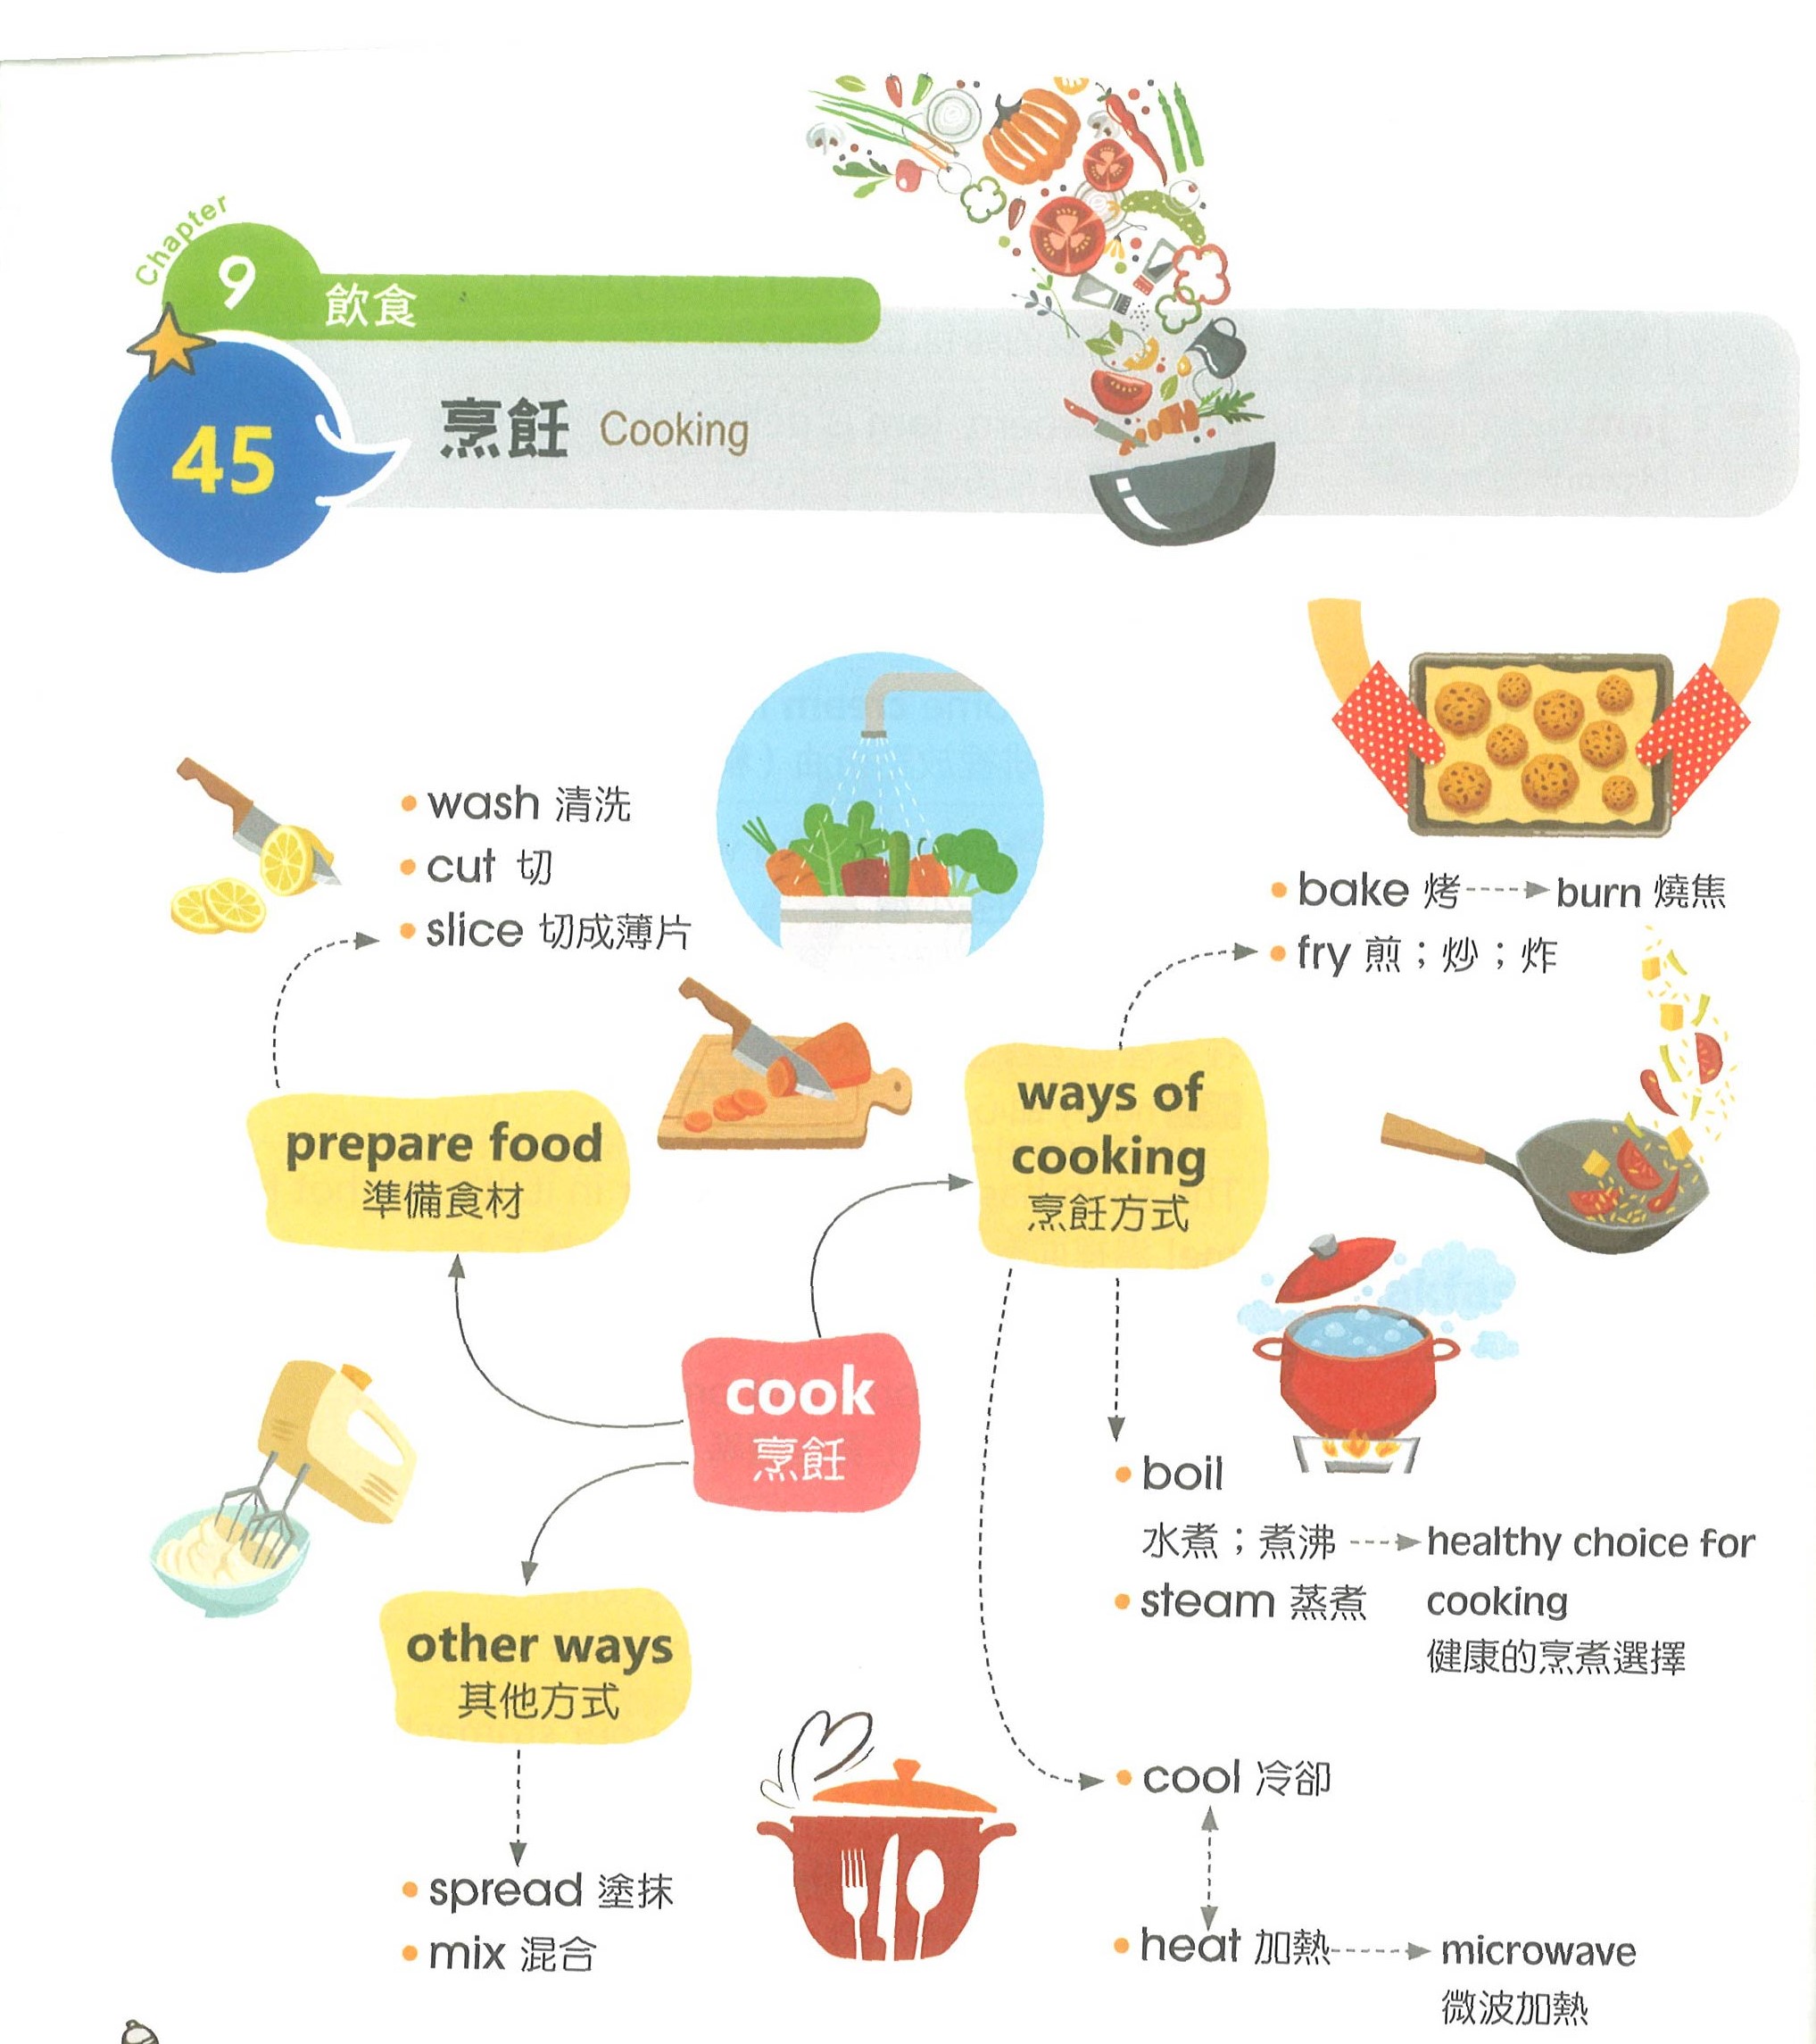 Chapter
9 飲食
45 烹飪 Cooking
• wash 清洗
• cut 切
• slice 切成薄片
prepare food
準備食材
• bake 烤 burn 燒焦
• fry 煎；炒；炸
ways of
cooking
烹飪方式
cook
烹飪
• boil
水煮；煮沸 healthy choice for
• steam 蒸煮 cooking
健康的烹煮選擇
other ways
其他方式
• spread 塗抹
• mix 混合
• cool 冷卻
• heat 加熱 microwave
微波加熱